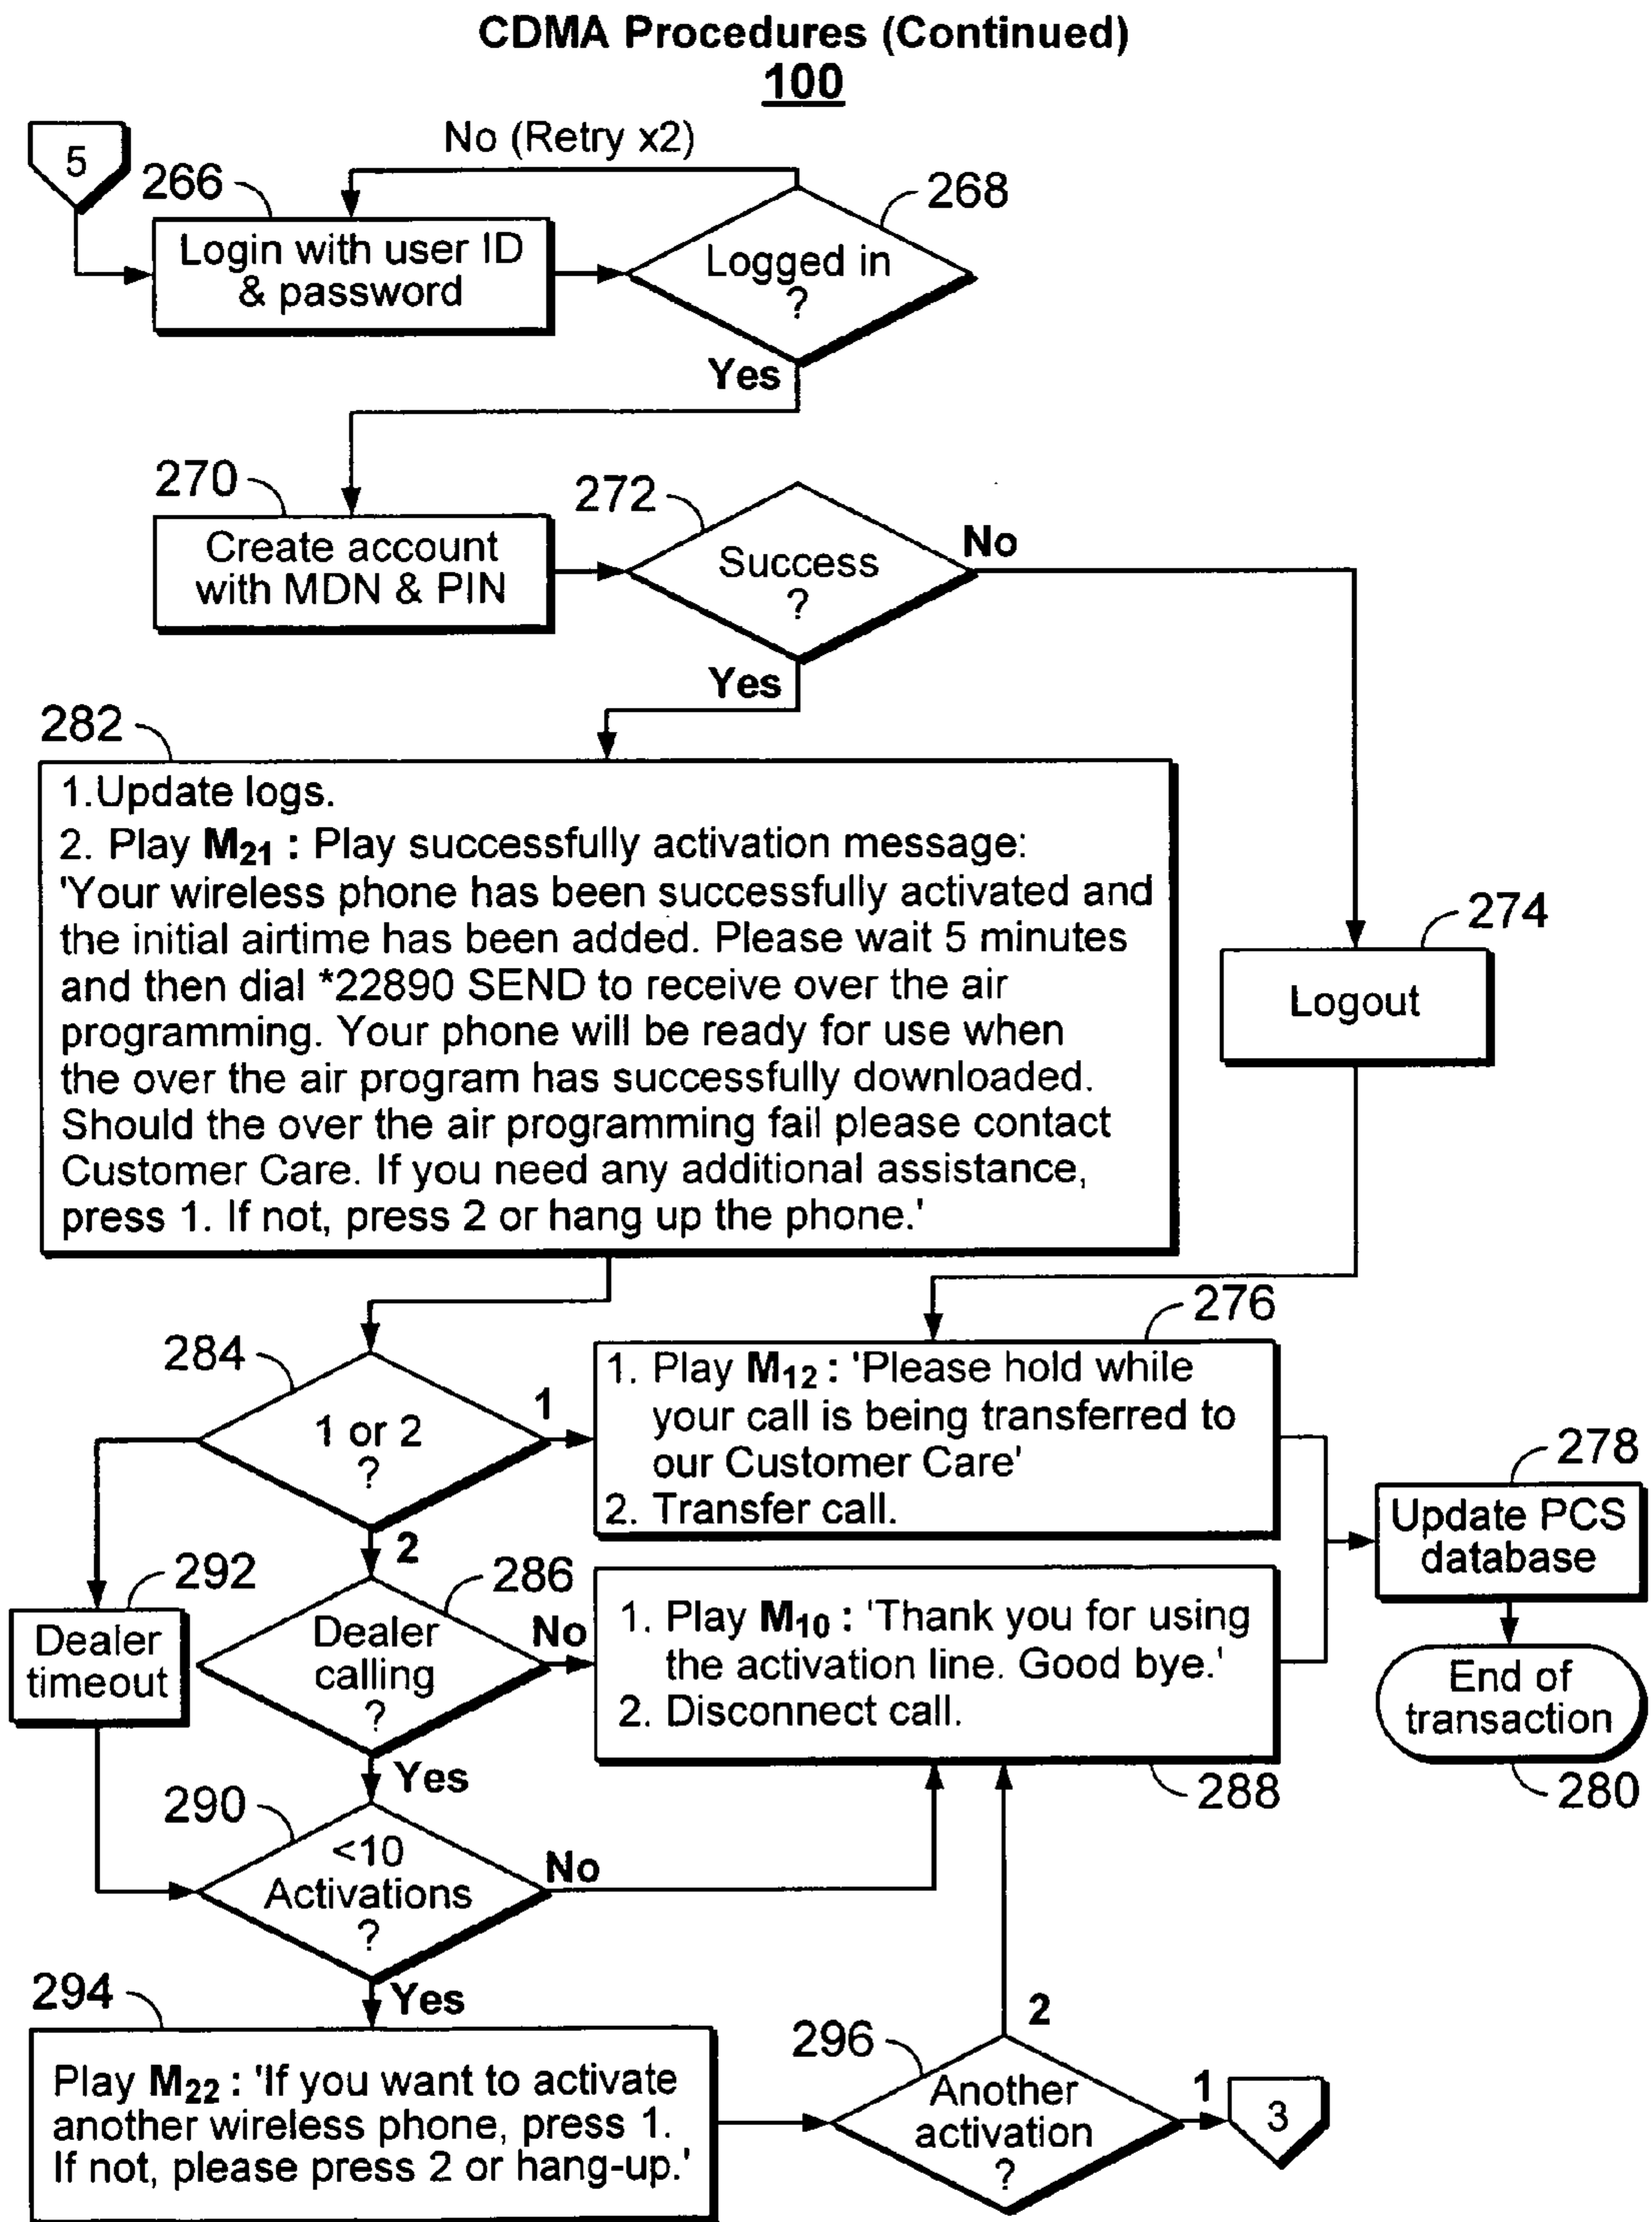 CDMA Procedures (Continued)
100
5
No (Retry x2)
266
268
Login with user ID
& password
Logged in
?
Yes
270
272
Create account
with MDN & PIN
Success
?
No
Yes
282
1.Update logs.
2. Play M21 : Play successfully activation message:
'Your wireless phone has been successfully activated and
the initial airtime has been added. Please wait 5 minutes
and then dial *22890 SEND to receive over the air
programming. Your phone will be ready for use when
the over the air program has successfully downloaded.
Should the over the air programming fail please contact
Customer Care. If you need any additional assistance,
press 1. If not, press 2 or hang up the phone.'
274
Logout
276
284
1 or 2
?
1
1. Play M12 : 'Please hold while
your call is being transferred to
our Customer Care'
2. Transfer call.
278
Update PCS
database
2
292
286
Dealer
timeout
Dealer
calling
?
No
1. Play M10 : 'Thank you for using
the activation line. Good bye.'
2. Disconnect call.
End of
transaction
280
288
Yes
290
<10
Activations
?
No
Yes
294
2
296
Play M22 : 'If you want to activate
another wireless phone, press 1.
If not, please press 2 or hang-up.'
Another
activation
?
1
3